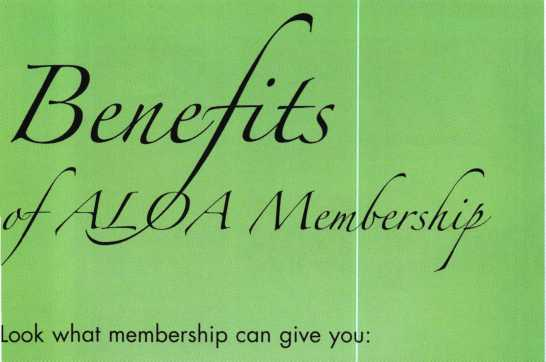 Benefits
of ALOA Membership
Look what membership can give you: